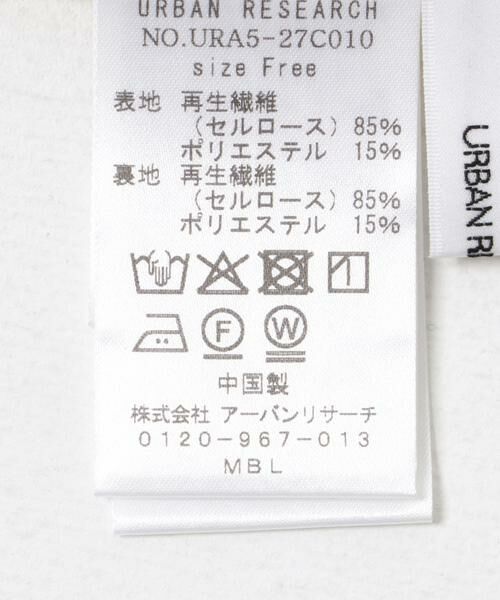 URBAN RESEARCH
NO.URA5-27C010
size Free
表地 再生繊維
（セルロース） 85%
ポリエステル 15%
裏地 再生繊維
（セルロース） 85%
ポリエステル 15%
F W
中国製
株式会社 アーバンリサーチ
0120-967-013
MBL
URBAN RE